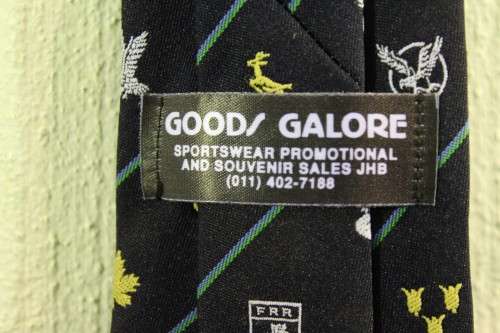 GOODS GALORE
SPORTSWEAR PROMOTIONAL
AND SOUVENIR SALES JHB
(011) 402-7188
FRR